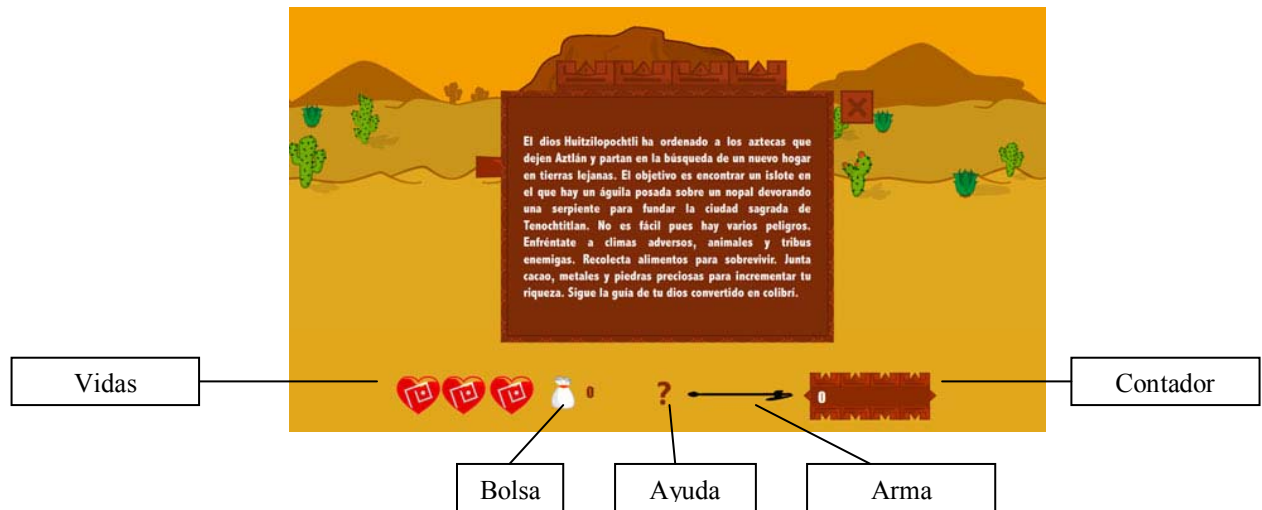 El dios Huitzilopochtli ha ordenado a los aztecas que
dejen Aztlán y partan en la búsqueda de un nuevo hogar
en tierras lejanas. El objetivo es encontrar un islote en
el que hay un águila posada sobre un nopal devorando
una serpiente para fundar la ciudad sagrada de
Tenochtitlan. No es fácil pues hay varios peligros.
Enfréntate a climas adversos, animales y tribus
enemigas. Recolecta alimentos para sobrevivir. Junta
cacao, metales y piedras preciosas para incrementar tu
riqueza. Sigue la guía de tu dios convertido en colibrí.
Vidas
0
?
0
Contador
Bolsa
Ayuda
Arma